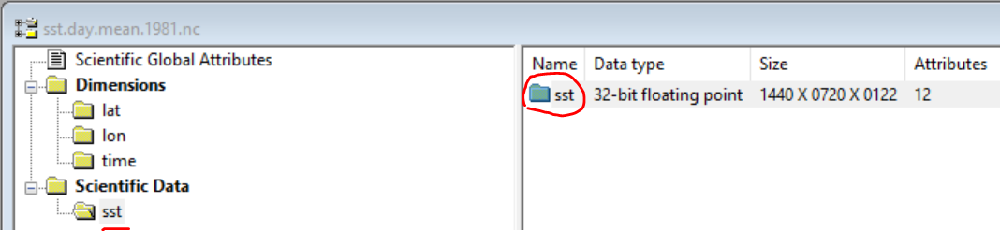 sst.day.mean.1981.nc
Scientific Global Attributes
Dimensions
lat
lon
time
Scientific Data
sst
Name Data type Size Attributes
sst 32-bit floating point 1440 X 0720 X 0122 12